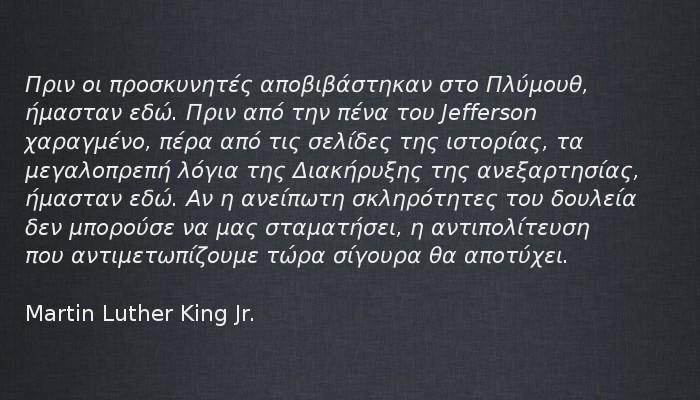 Πριν οι προσκυνητές αποβιβάστηκαν στο Πλύμουθ,
ήμασταν εδώ. Πριν από την πένα του Jefferson
χαραγμένο, πέρα από τις σελίδες της ιστορίας, τα
μεγαλοπρεπή λόγια της Διακήρυξης της ανεξαρτησίας,
ήμασταν εδώ. Αν η ανείπωτη σκληρότητες του δουλεία
δεν μπορούσε να μας σταματήσει, η αντιπολίτευση
που αντιμετωπίζουμε τώρα σίγουρα θα αποτύχει.
Martin Luther King Jr.